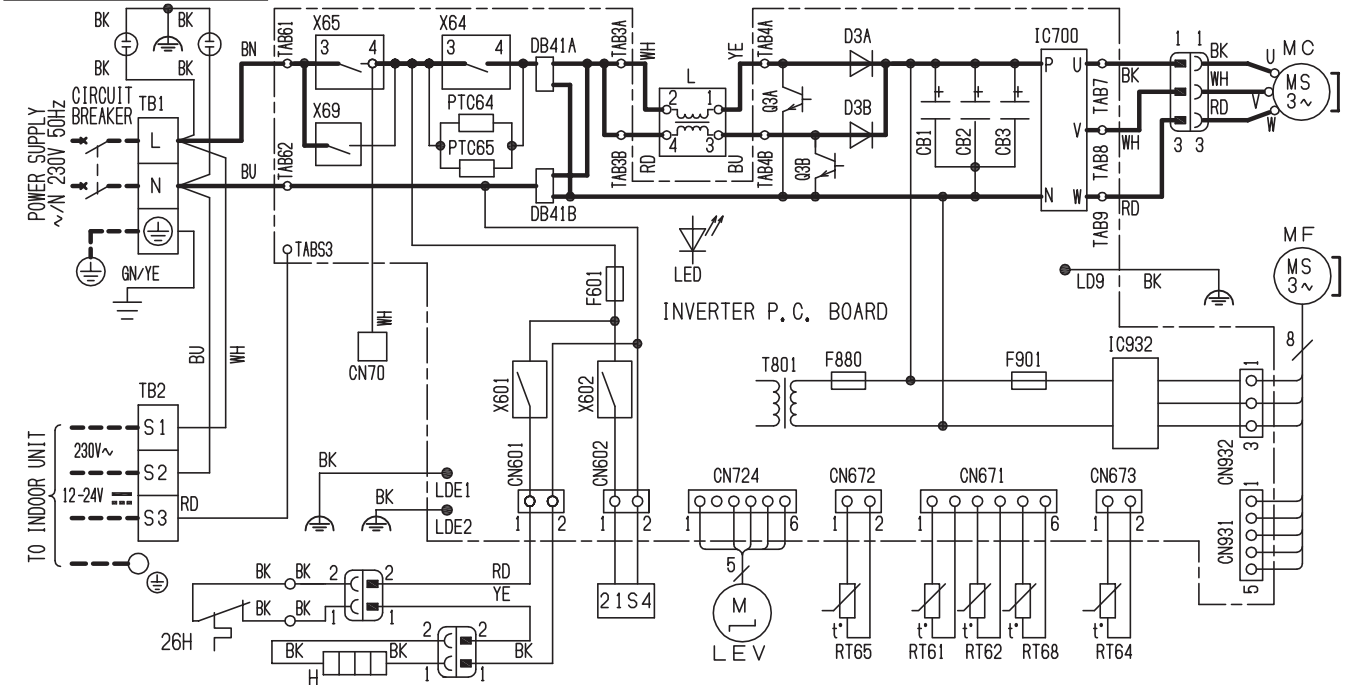 BK BK
BK BK
POWER SUPPLY
~/N 230V 50Hz
CIRCUIT
BREAKER
TB1
L
N
GN/YE
BN
BU
TAB61
TAB62
TABS3
X65
3 4
X69
X64
3 4
PTC64
PTC65
DB41A
DB41B
TAB3A
TAB3B
WH
RD
L
2 1
4 3
YE
BU
TAB4A
TAB4B
Q3A
Q3B
D3A
D3B
CB1
CB2
CB3
+ + +
IC700
P U
V
N W
TAB7
TAB8
TAB9
BK
WH
RD
1 1
3 3
BK
WH
RD
U
V
W
MC
MS
3~
LED
INVERTER P.C. BOARD
LD9
BK
MF
MS
3~
8
BU
WH
CN70
WH
F601
X601
X602
CN601
CN602
1 2
1 2
T801
F880
F901
IC932
CN932
1
3
CN931
1
5
TB2
S1
S2
S3
TO INDOOR UNIT
230V~
12-24V
RD
BK
LDE1
BK
LDE2
CN724
1 6
5
M
LEV
CN672
1 2
t°
RT65
CN671
1 6
t° t° t°
RT61 RT62 RT68
CN673
1 2
t°
RT64
21S4
BK BK
BK BK
2 2
1 1
RD
YE
26H
BK
H
BK
2 2
1 1
BK